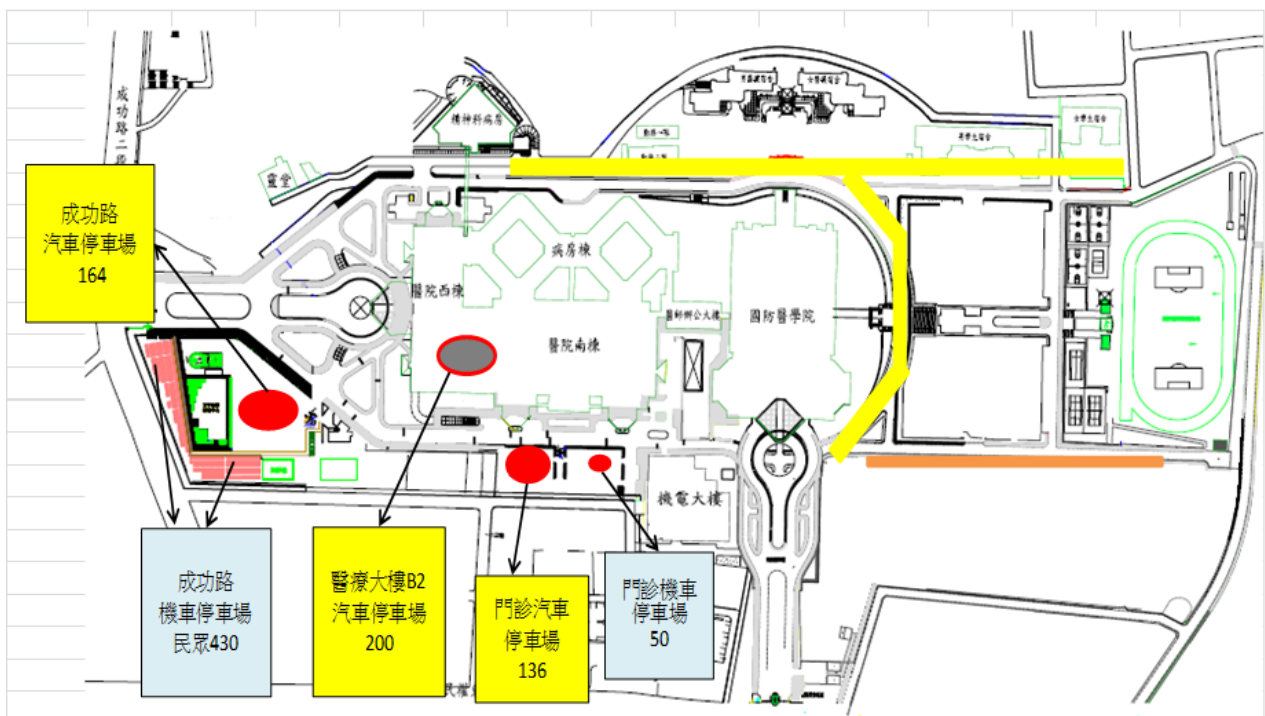 成功路二段
精神科病房
靈堂
成功路
汽車停車場
164
病房棟
醫院西棟
醫師辦公大樓
國防醫學院
醫院南棟
機電大樓
成功路
機車停車場
民眾430
醫療大樓B2
汽車停車場
200
門診汽車
停車場
136
門診機車
停車場
50
民權